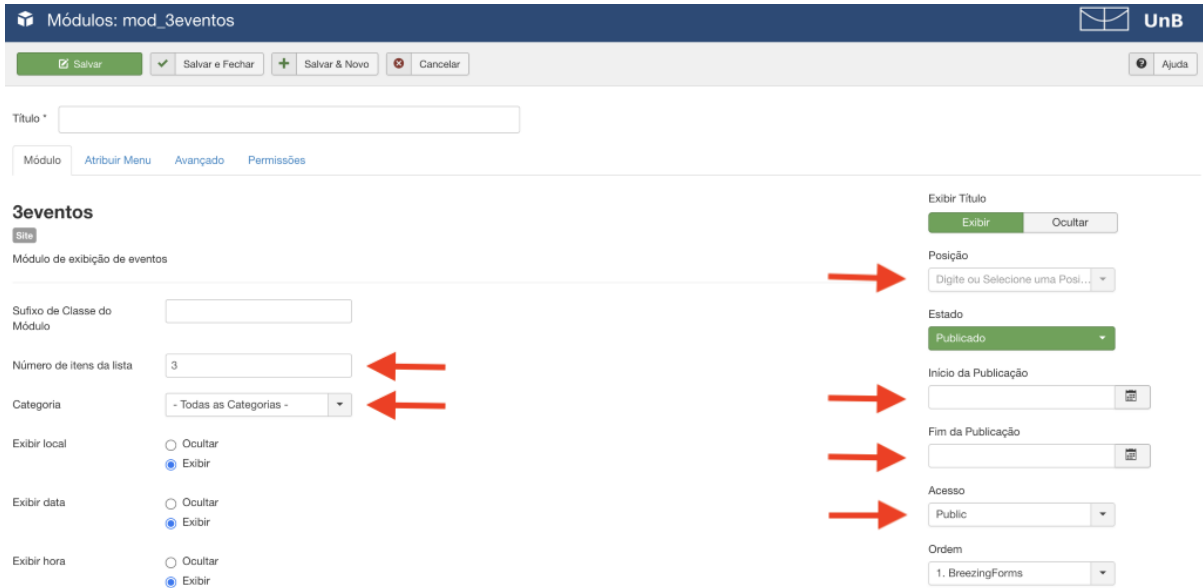 Módulos: mod_3eventos
UnB
Salvar
Salvar e Fechar
Salvar & Novo
Cancelar
Ajuda
Título *
Módulo
Atribuir Menu
Avançado
Permissões
3eventos
Site
Módulo de exibição de eventos
Sufixo de Classe do
Módulo
Número de itens da lista
3
Categoria
- Todas as Categorias -
Exibir local
Ocultar
Exibir
Exibir data
Ocultar
Exibir
Exibir hora
Ocultar
Exibir
Exibir Título
Exibir
Ocultar
Posição
Digite ou Selecione uma Posi...
Estado
Publicado
Início da Publicação
Fim da Publicação
Acesso
Public
Ordem
1. BreezingForms